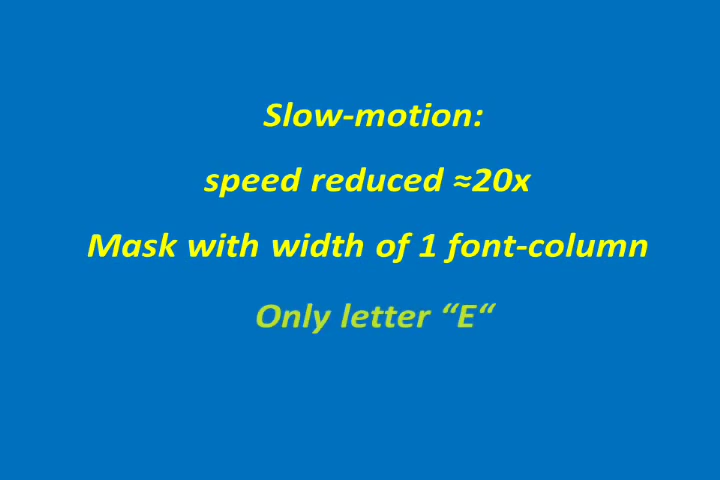 Slow-motion:
speed reduced ≈20x
Mask with width of 1 font-column
Only letter “E“